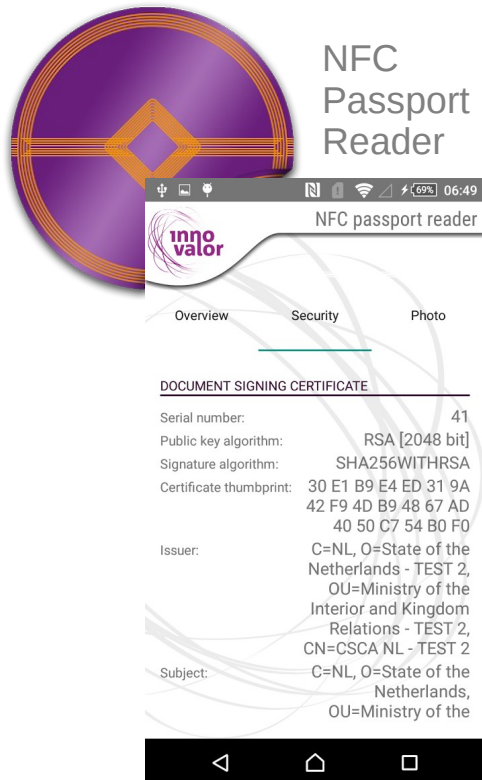 NFC
Passport
Reader
69% 06:49
inno
valor
NFC passport reader
Overview Security Photo
DOCUMENT SIGNING CERTIFICATE
Serial number: 41
Public key algorithm: RSA [2048 bit]
Signature algorithm: SHA256WITHRSA
Certificate thumbprint: 30 E1 B9 E4 ED 31 9A
42 F9 4D B9 48 67 AD
40 50 C7 54 B0 F0
Issuer: C=NL, O=State of the
Netherlands - TEST 2,
OU=Ministry of the
Interior and Kingdom
Relations - TEST 2,
CN=CSCA NL - TEST 2
Subject: C=NL, O=State of the
Netherlands,
OU=Ministry of the